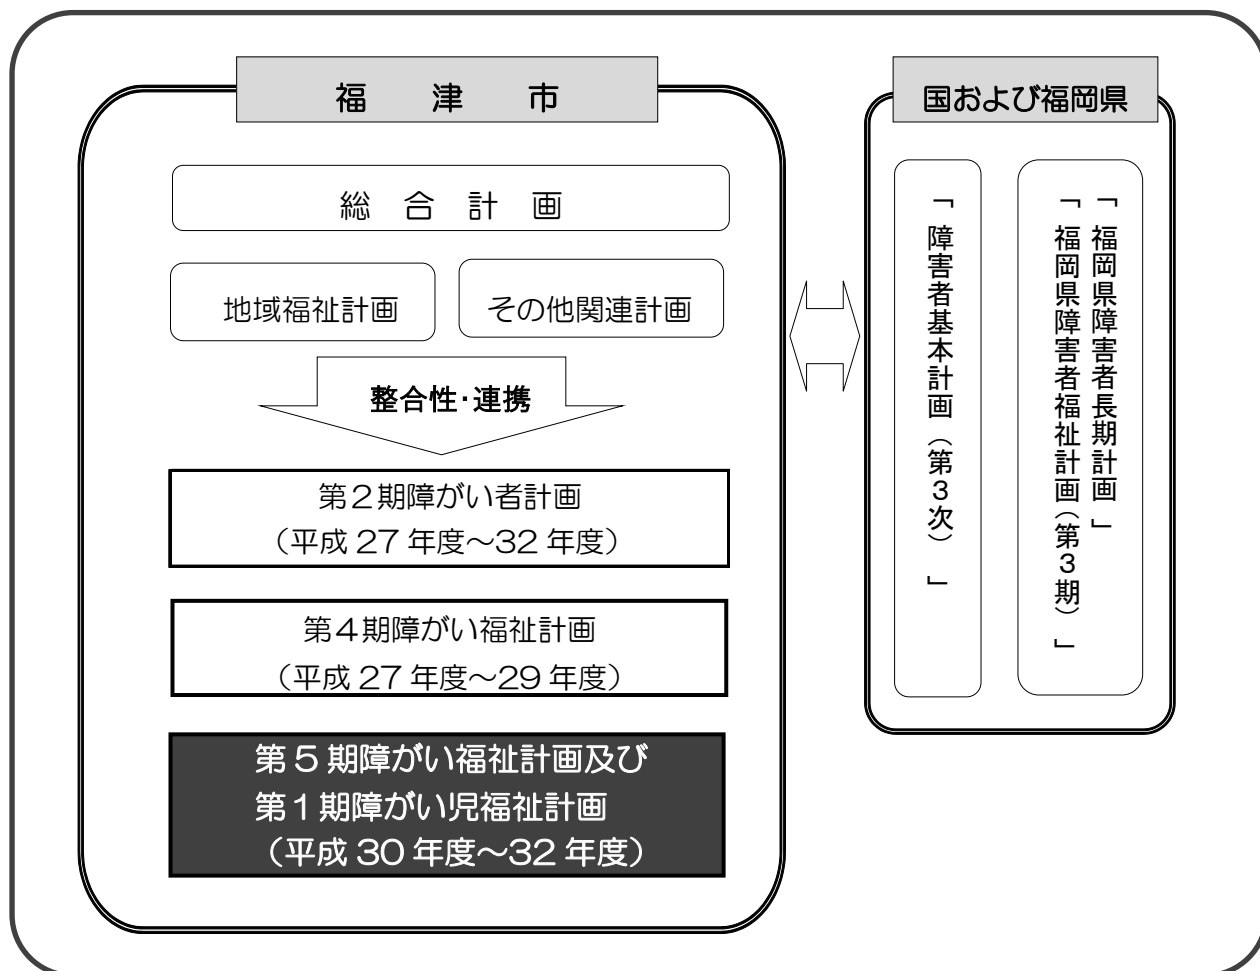 福　津　市
総　合　計　画
地域福祉計画
その他関連計画
整合性・連携
第２期障がい者計画
（平成 27 年度～32 年度）
第４期障がい福祉計画
（平成 27 年度～29 年度）
第５期障がい福祉計画及び
第１期障がい児福祉計画
（平成 30 年度～32 年度）
国および福岡県
「福岡県障害者長期計画」
「福岡県障害者福祉計画（第３期）」
「障害者基本計画（第３次）」